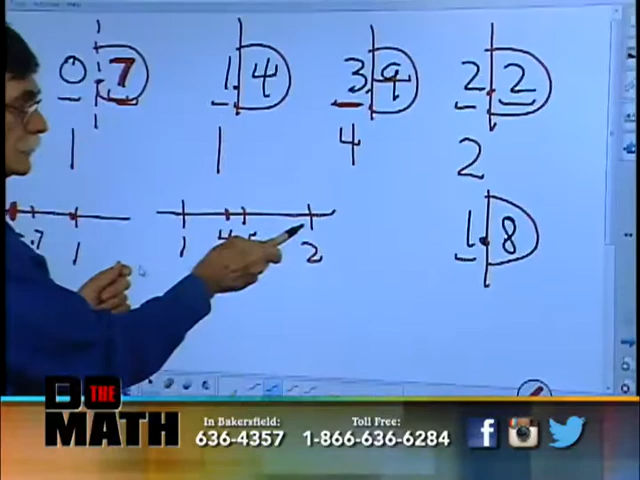 0.7 1.4 3.9 2.2
1 1 4 2
1.8
.7 1 1 2
DO THE MATH
In Bakersfield: 636-4357
Toll Free: 1-866-636-6284